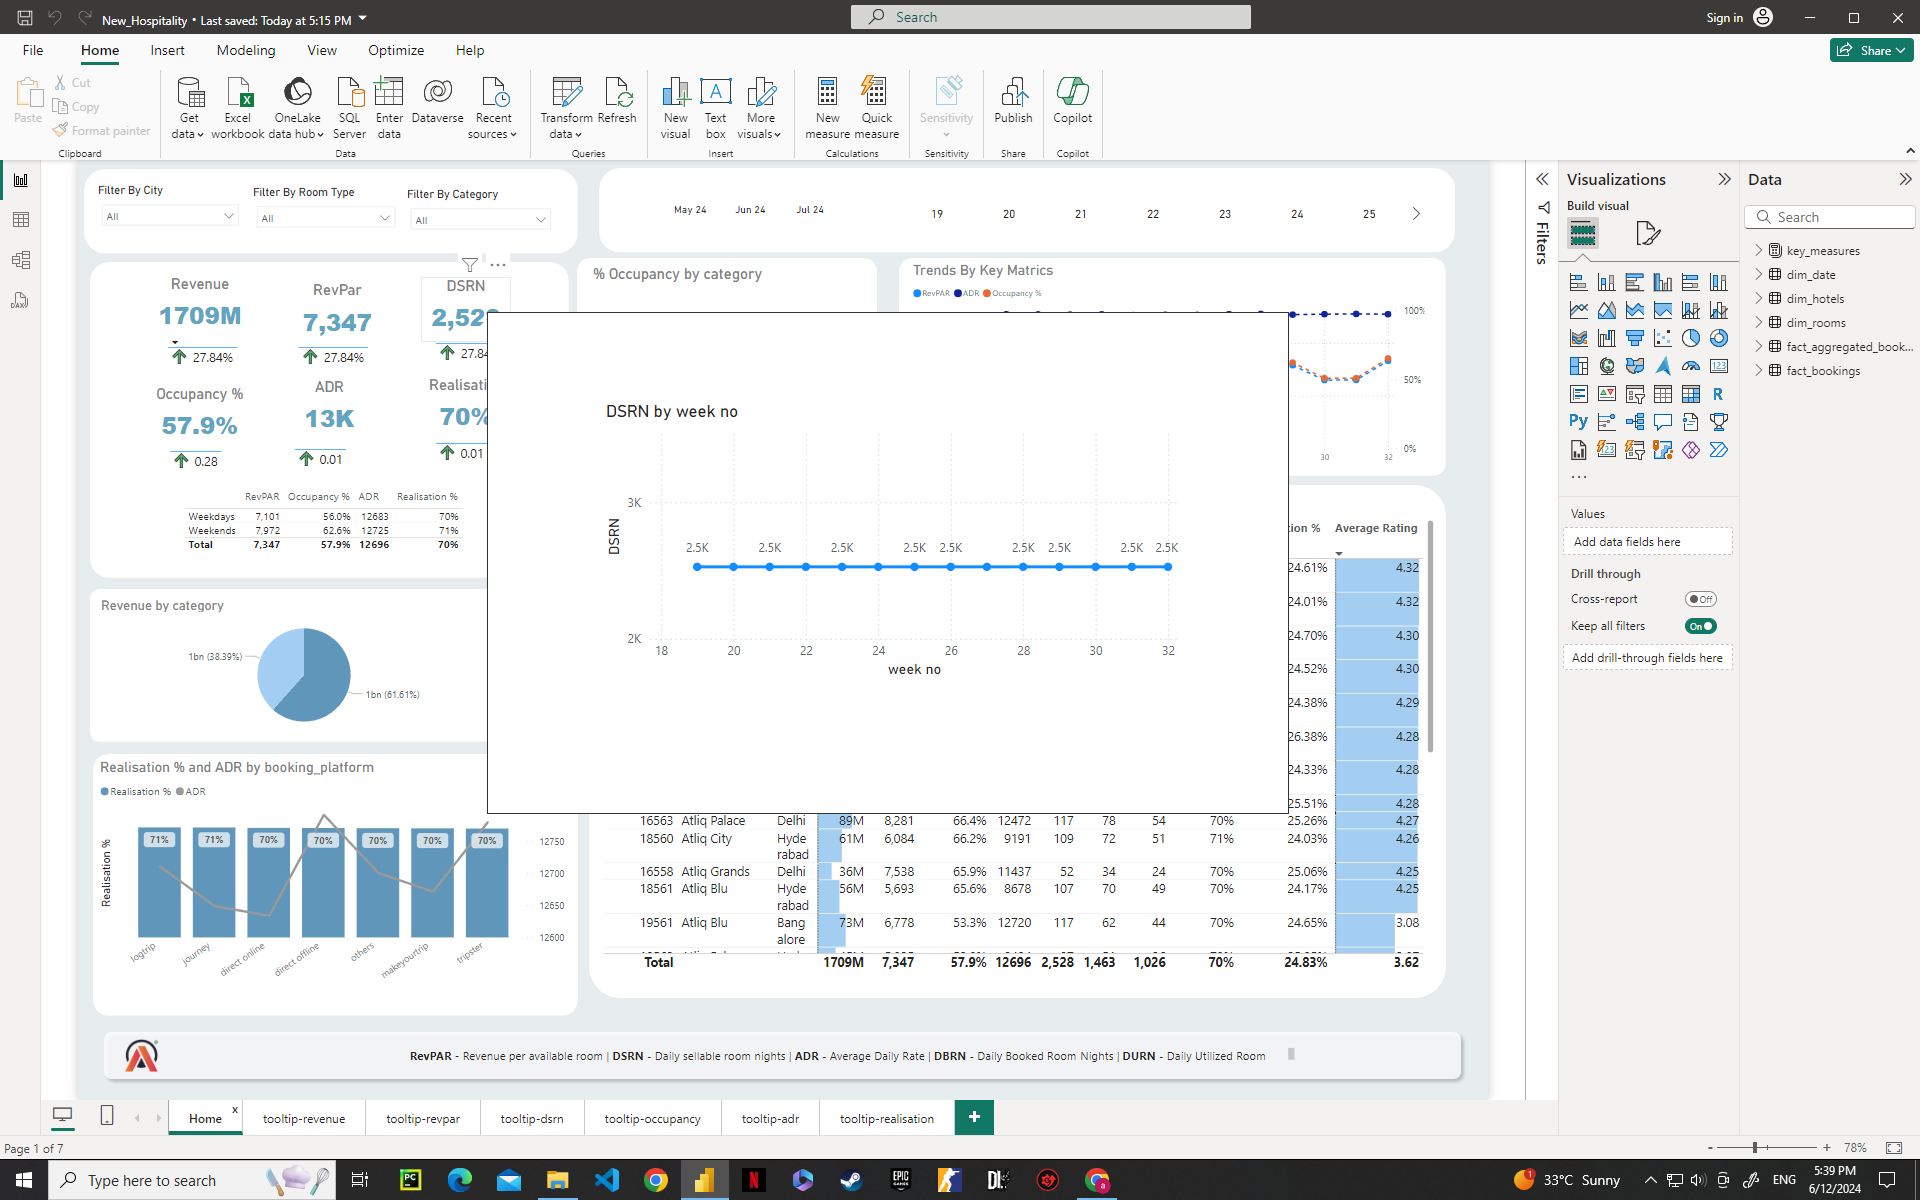 New_Hospitality • Last saved: Today at 5:15 PM
Search
Sign in
File Home Insert Modeling View Optimize Help
Share
Paste
Cut
Copy
Format painter
Clipboard
Get data
Excel workbook
OneLake data hub
SQL Server
Enter data
Dataverse
Recent sources
Data
Transform data
Refresh
Queries
New visual
Text box
More visuals
Insert
New measure
Quick measure
Calculations
Sensitivity
Sensitivity
Publish
Share
Copilot
Copilot
Filter By City
All
Filter By Room Type
All
Filter By Category
All
May 24 Jun 24 Jul 24
19 20 21 22 23 24 25
Revenue
1709M
27.84%
RevPar
7,347
27.84%
DSRN
2,52
27.84
Occupancy %
57.9%
0.28
ADR
13K
0.01
Realisati
70%
0.01
RevPAR Occupancy % ADR Realisation %
Weekdays 7,101 56.0% 12683 70%
Weekends 7,972 62.6% 12725 71%
Total 7,347 57.9% 12696 70%
% Occupancy by category
Trends By Key Matrics
RevPAR ADR Occupancy %
100%
50%
0%
30 32
DSRN by week no
DSRN
3K
2K
2.5K 2.5K 2.5K 2.5K 2.5K 2.5K 2.5K 2.5K 2.5K
18 20 22 24 26 28 30 32
week no
Revenue by category
1bn (38.39%)
1bn (61.61%)
Realisation % and ADR by booking_platform
Realisation % ADR
Realisation %
71% 71% 70% 70% 70% 70% 70%
12750
12700
12650
12600
logtrip journey direct online direct offline others makeyourtrip tripster
ion % Average Rating
24.61% 4.32
24.01% 4.32
24.70% 4.30
24.52% 4.30
24.38% 4.29
26.38% 4.28
24.33% 4.28
25.51% 4.28
16563 Atliq Palace Delhi 89M 8,281 66.4% 12472 117 78 54 70% 25.26% 4.27
18560 Atliq City Hyderabad 61M 6,084 66.2% 9191 109 72 51 71% 24.03% 4.26
16558 Atliq Grands Delhi 36M 7,538 65.9% 11437 52 34 24 70% 25.06% 4.25
18561 Atliq Blu Hyderabad 56M 5,693 65.6% 8678 107 70 49 70% 24.17% 4.25
19561 Atliq Blu Bangalore 73M 6,778 53.3% 12720 117 62 44 70% 24.65% 3.08
Total 1709M 7,347 57.9% 12696 2,528 1,463 1,026 70% 24.83% 3.62
RevPAR - Revenue per available room | DSRN - Daily sellable room nights | ADR - Average Daily Rate | DBRN - Daily Booked Room Nights | DURN - Daily Utilized Room
Filters
Visualizations
Build visual
Values
Add data fields here
Drill through
Cross-report Off
Keep all filters On
Add drill-through fields here
Data
Search
key_measures
dim_date
dim_hotels
dim_rooms
fact_aggregated_book...
fact_bookings
Home tooltip-revenue tooltip-revpar tooltip-dsrn tooltip-occupancy tooltip-adr tooltip-realisation
Page 1 of 7
78%
Type here to search
33°C Sunny
ENG
5:39 PM
6/12/2024